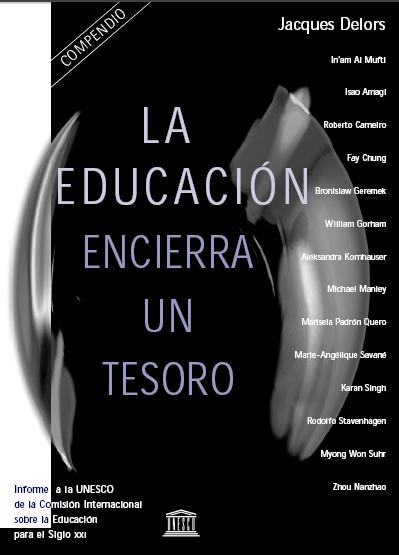 COMPENDIO
Jacques Delors
In'am Al Mufti
Isao Amagi
Roberto Carneiro
Fay Chung
Bronislaw Geremek
William Gorham
Aleksandra Kornhauser
Michael Manley
Marisela Padrón Quero
Marie-Angélique Savané
Karan Singh
Rodolfo Stavenhagen
Myong Won Suhr
Zhou Nanzhao
LA
EDUCACIÓN
ENCIERRA
UN
TESORO
Informe a la UNESCO
de la Comisión Internacional
sobre la Educación
para el Siglo XXI
UNESCO